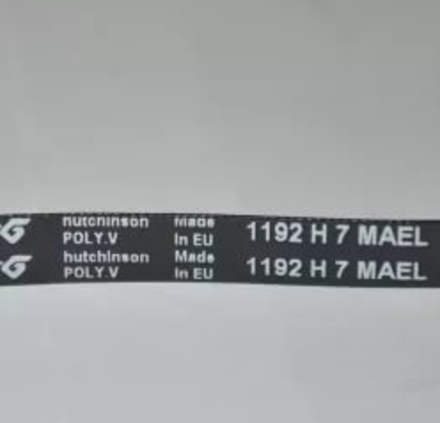 hutchinson Made
POLY.V In EU 1192 H 7 MAEL
hutchinson Made
POLY.V In EU 1192 H 7 MAEL